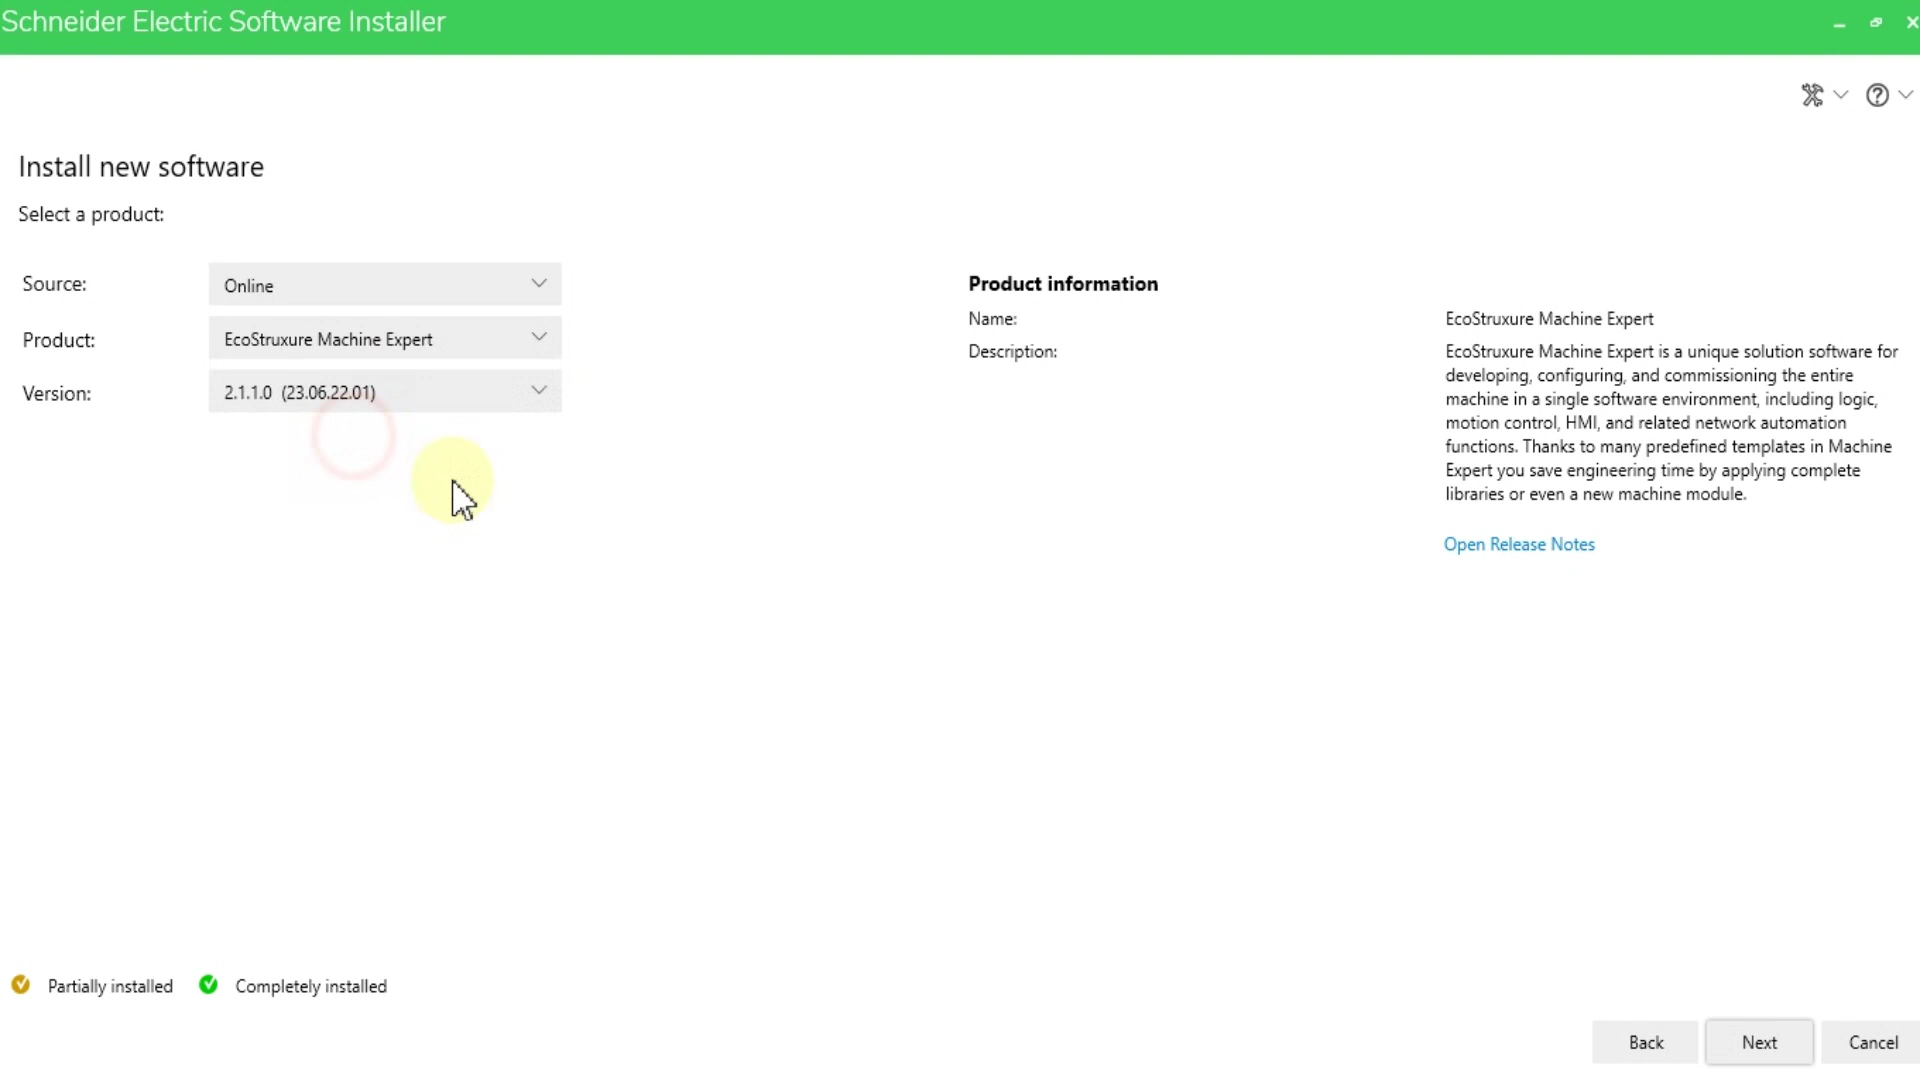 Schneider Electric Software Installer
Install new software
Select a product:
Source:
Online
Product:
EcoStruxure Machine Expert
Version:
2.1.1.0 (23.06.22.01)
Product information
Name:
EcoStruxure Machine Expert
Description:
EcoStruxure Machine Expert is a unique solution software for
developing, configuring, and commissioning the entire
machine in a single software environment, including logic,
motion control, HMI, and related network automation
functions. Thanks to many predefined templates in Machine
Expert you save engineering time by applying complete
libraries or even a new machine module.
Open Release Notes
Partially installed
Completely installed
Back
Next
Cancel